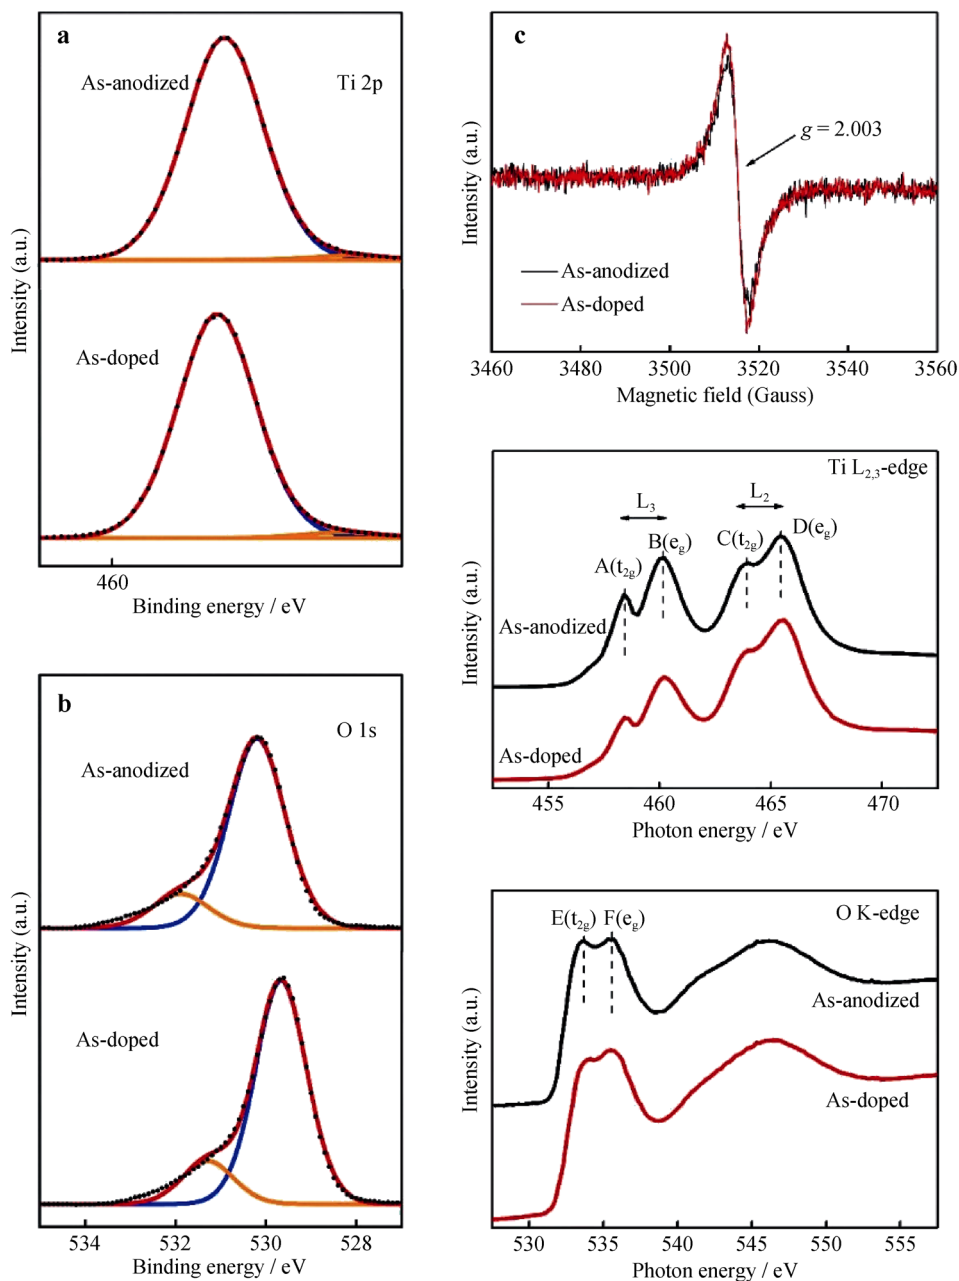 a
As-anodized
Ti 2p
As-doped
Intensity (a.u.)
460
Binding energy / eV
b
O 1s
As-anodized
As-doped
Intensity (a.u.)
534 532 530 528
Binding energy / eV
c
g = 2.003
As-anodized
As-doped
Intensity (a.u.)
3460 3480 3500 3520 3540 3560
Magnetic field (Gauss)
Ti L2,3-edge
L3
L2
A(t2g)
B(eg)
C(t2g)
D(eg)
As-anodized
As-doped
Intensity (a.u.)
455 460 465 470
Photon energy / eV
O K-edge
E(t2g) F(eg)
As-anodized
As-doped
Intensity (a.u.)
530 535 540 545 550 555
Photon energy / eV